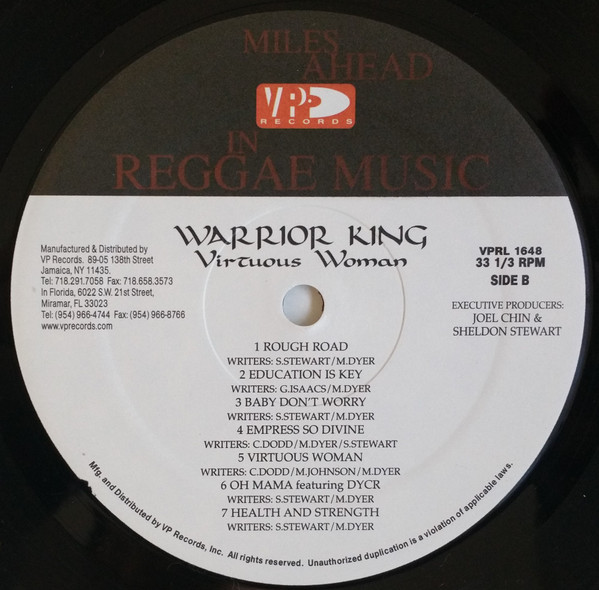 MILES
AHEAD
VP
RECORDS
IN
REGGAE MUSIC
WARRIOR KING
Virtuous Woman
Manufactured & Distributed by
VP Records. 89-05 138th Street
Jamaica, NY 11435.
Tel: 718.291.7058 Fax: 718.658.3573
In Florida, 6022 S.W. 21st Street,
Miramar, FL 33023
Tel: (954) 966-4744 Fax: (954) 966-8766
www.vprecords.com
VPRL 1648
33 1/3 RPM
SIDE B
EXECUTIVE PRODUCERS:
JOEL CHIN &
SHELDON STEWART
1 ROUGH ROAD
WRITERS: S.STEWART/M.DYER
2 EDUCATION IS KEY
WRITERS: G.ISAACS/M.DYER
3 BABY DON'T WORRY
WRITERS: S.STEWART/M.DYER
4 EMPRESS SO DIVINE
WRITERS: C.DODD/M.DYER/S.STEWART
5 VIRTUOUS WOMAN
WRITERS: C.DODD/M.JOHNSON/M.DYER
6 OH MAMA featuring DYCR
WRITERS: S.STEWART/M.DYER
7 HEALTH AND STRENGTH
WRITERS: S.STEWART/M.DYER
Mfg. and Distributed by VP Records, Inc. All rights reserved. Unauthorized duplication is a violation of applicable laws.